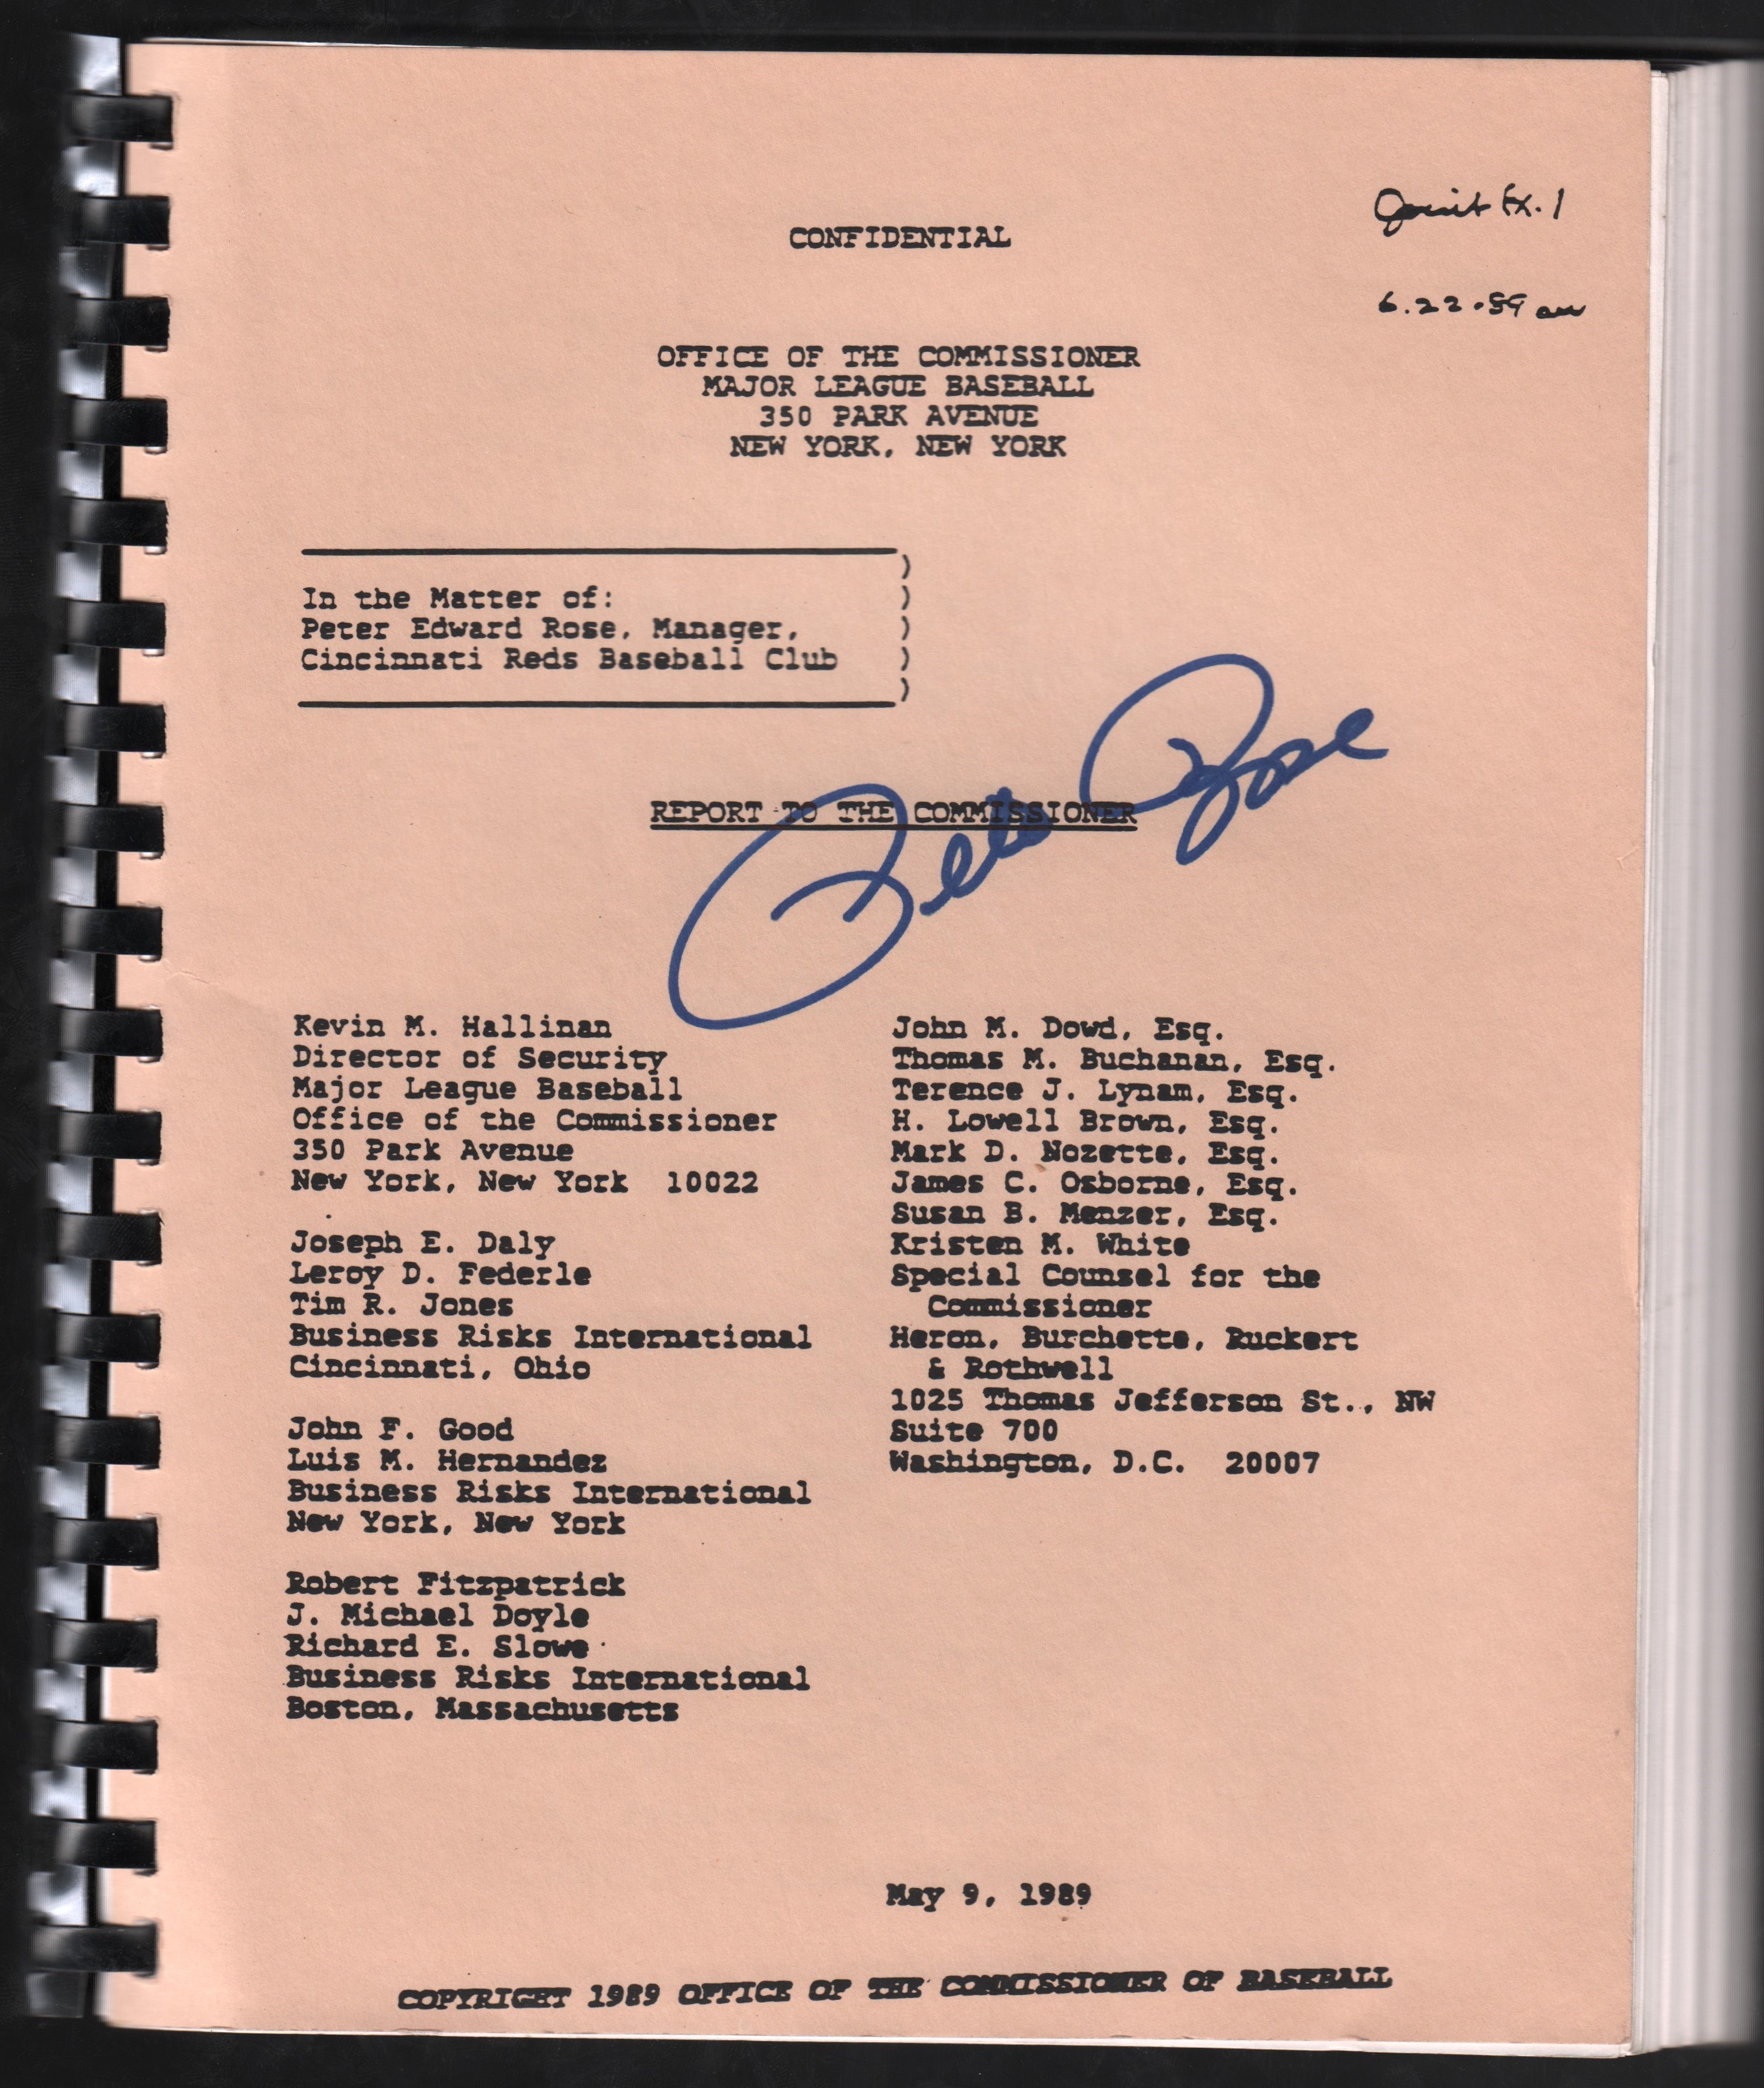 Joint Ex. 1
6.22.89
CONFIDENTIAL
OFFICE OF THE COMMISSIONER
MAJOR LEAGUE BASEBALL
350 PARK AVENUE
NEW YORK, NEW YORK
In the Matter of:
Peter Edward Rose, Manager,
Cincinnati Reds Baseball Club
)
)
)
)
)
REPORT TO THE COMMISSIONER
Pete Rose
Kevin M. Hallinan
Director of Security
Major League Baseball
Office of the Commissioner
350 Park Avenue
New York, New York 10022
Joseph E. Daly
Leroy D. Federle
Tim R. Jones
Business Risks International
Cincinnati, Ohio
John F. Good
Luis M. Hernandez
Business Risks International
New York, New York
Robert Fitzpatrick
J. Michael Doyle
Richard E. Slowe
Business Risks International
Boston, Massachusetts
John M. Dowd, Esq.
Thomas M. Buchanan, Esq.
Terence J. Lynam, Esq.
H. Lowell Brown, Esq.
Mark D. Nozette, Esq.
James C. Osborne, Esq.
Susan B. Menzer, Esq.
Kristen M. White
Special Counsel for the
Commissioner
Heron, Burchette, Ruckert
& Rothwell
1025 Thomas Jefferson St., NW
Suite 700
Washington, D.C. 20007
May 9, 1989
COPYRIGHT 1989 OFFICE OF THE COMMISSIONER OF BASEBALL